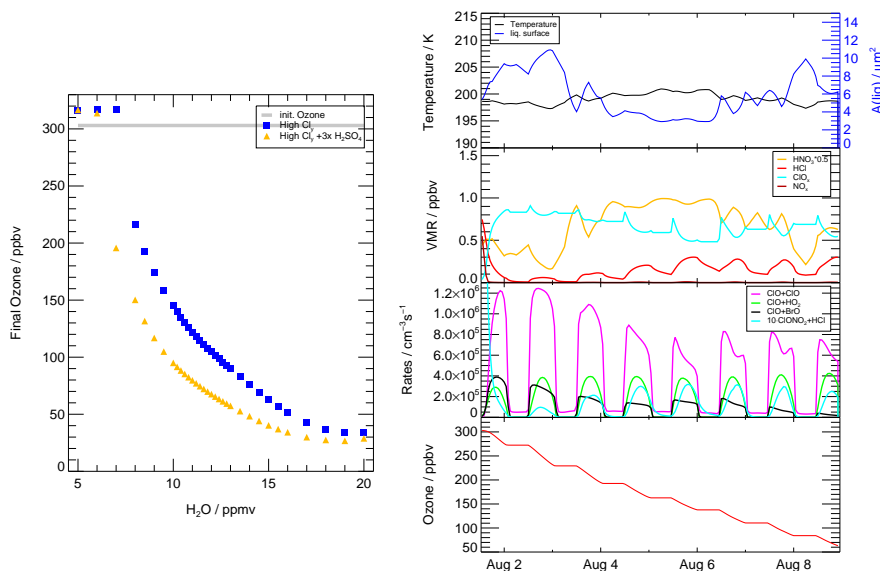 300
250
200
150
100
50
0
Final Ozone / ppbv
5
10
15
20
H₂O / ppmv
init. Ozone
High Clᵧ
High Clᵧ +3x H₂SO₄
215
210
205
200
195
190
Temperature / K
Temperature
liq. surface
14
12
10
8
6
4
2
0
A(liq) / μm²
1.5
1.0
0.5
0.0
VMR / ppbv
HNO₃*0.5
HCl
ClOₓ
NOₓ
1.2×10⁶
1.0×10⁶
8.0×10⁵
6.0×10⁵
4.0×10⁵
2.0×10⁵
0
Rates / cm⁻³s⁻¹
ClO+ClO
ClO+HO₂
ClO+BrO
10·ClONO₂+HCl
300
250
200
150
100
50
Ozone / ppbv
Aug 2
Aug 4
Aug 6
Aug 8